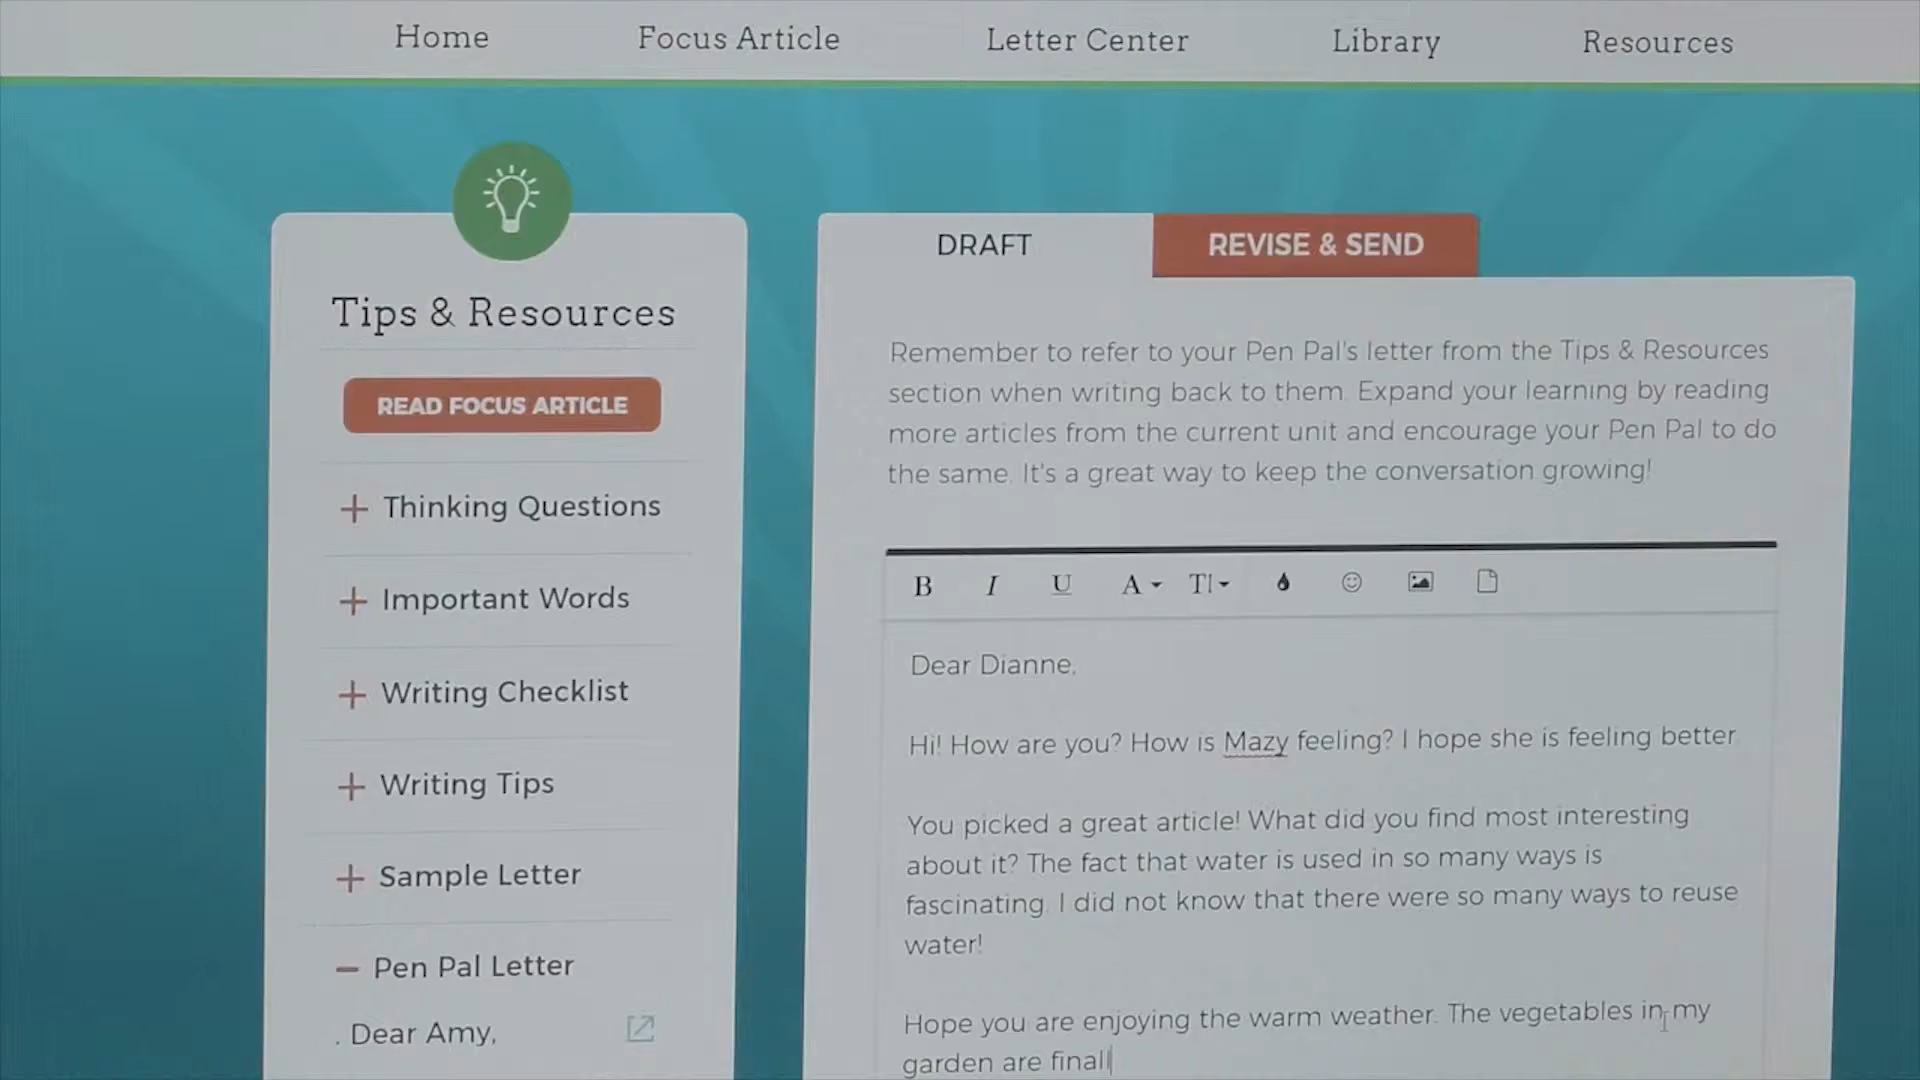 Home
Focus Article
Letter Center
Library
Resources
Tips & Resources
READ FOCUS ARTICLE
+ Thinking Questions
+ Important Words
+ Writing Checklist
+ Writing Tips
+ Sample Letter
– Pen Pal Letter
. Dear Amy,
DRAFT
REVISE & SEND
Remember to refer to your Pen Pal's letter from the Tips & Resources
section when writing back to them. Expand your learning by reading
more articles from the current unit and encourage your Pen Pal to do
the same. It's a great way to keep the conversation growing!
B I U A T
Dear Dianne,
Hi! How are you? How is Mazy feeling? I hope she is feeling better
You picked a great article! What did you find most interesting
about it? The fact that water is used in so many ways is
fascinating. I did not know that there were so many ways to reuse
water!
Hope you are enjoying the warm weather. The vegetables in my
garden are finall